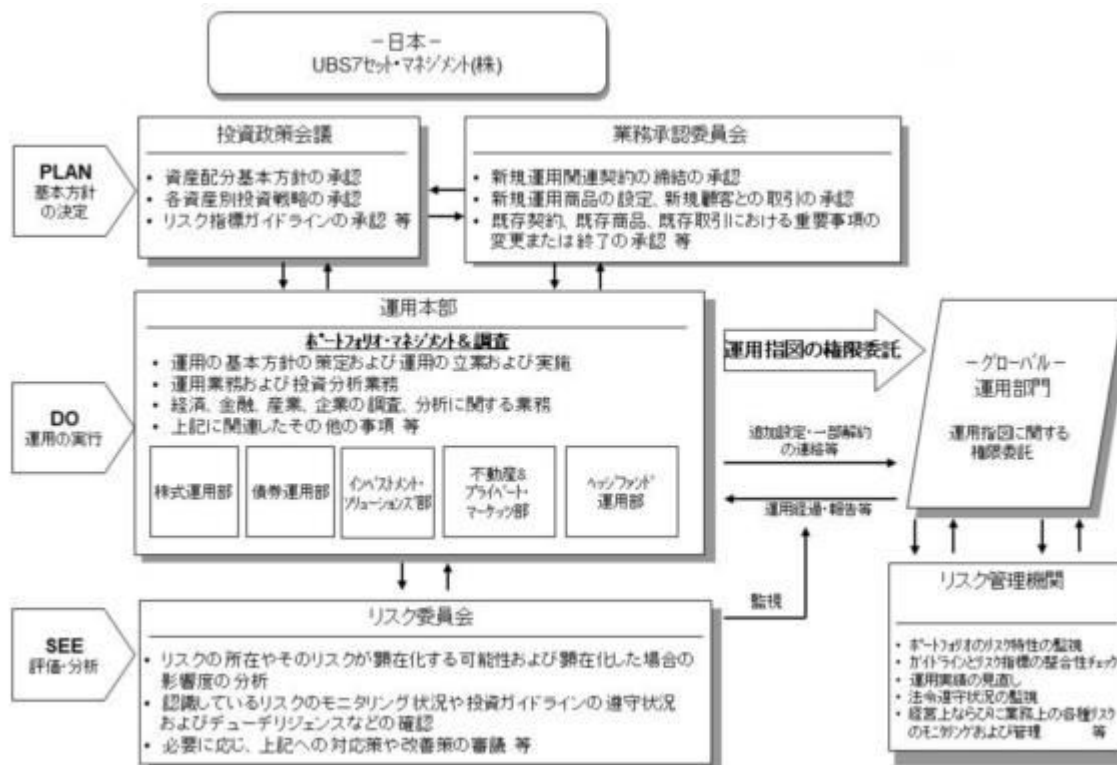 －日本－
UBSアセット・マネジメント(株)
投資政策会議
・ 資産配分基本方針の承認
・ 各資産別投資戦略の承認
・ リスク指標ガイドラインの承認 等
業務承認委員会
・ 新規運用関連契約の締結の承認
・ 新規運用商品の設定、新規顧客との取引の承認
・ 既存契約、既存商品、既存取引における重要事項の
変更または終了の承認 等
PLAN
基本方針
の決定
運用本部
ポートフォリオ・マネジメント＆調査
・ 運用の基本方針の策定および運用の立案および実施
・ 運用業務および投資分析業務
・ 経済、金融、産業、企業の調査、分析に関する業務
・ 上記に関連したその他の事項 等
株式運用部
債券運用部
インベストメント・
ソリューションズ部
不動産＆
プライベート・
マーケッツ部
ヘッジファンド
運用部
DO
運用の実行
運用指図の権限委託
追加設定・一部解約
の連絡等
運用経過・報告等
－グローバル－
運用部門
運用指図に関する
権限委託
監視
SEE
評価・分析
リスク委員会
・ リスクの所在やそのリスクが顕在化する可能性および顕在化した場合の
影響度の分析
・ 認識しているリスクのモニタリング状況や投資ガイドラインの遵守状況
およびデューデリジェンスなどの確認
・ 必要に応じ、上記への対応策や改善策の審議 等
リスク管理機関
・ ポートフォリオのリスク特性の監視
・ ガイドラインとリスク指標の整合性チェック
・ 運用実績の見直し
・ 法令遵守状況の監視
・ 経営上ならびに業務上の各種リスク
のモニタリングおよび管理 等